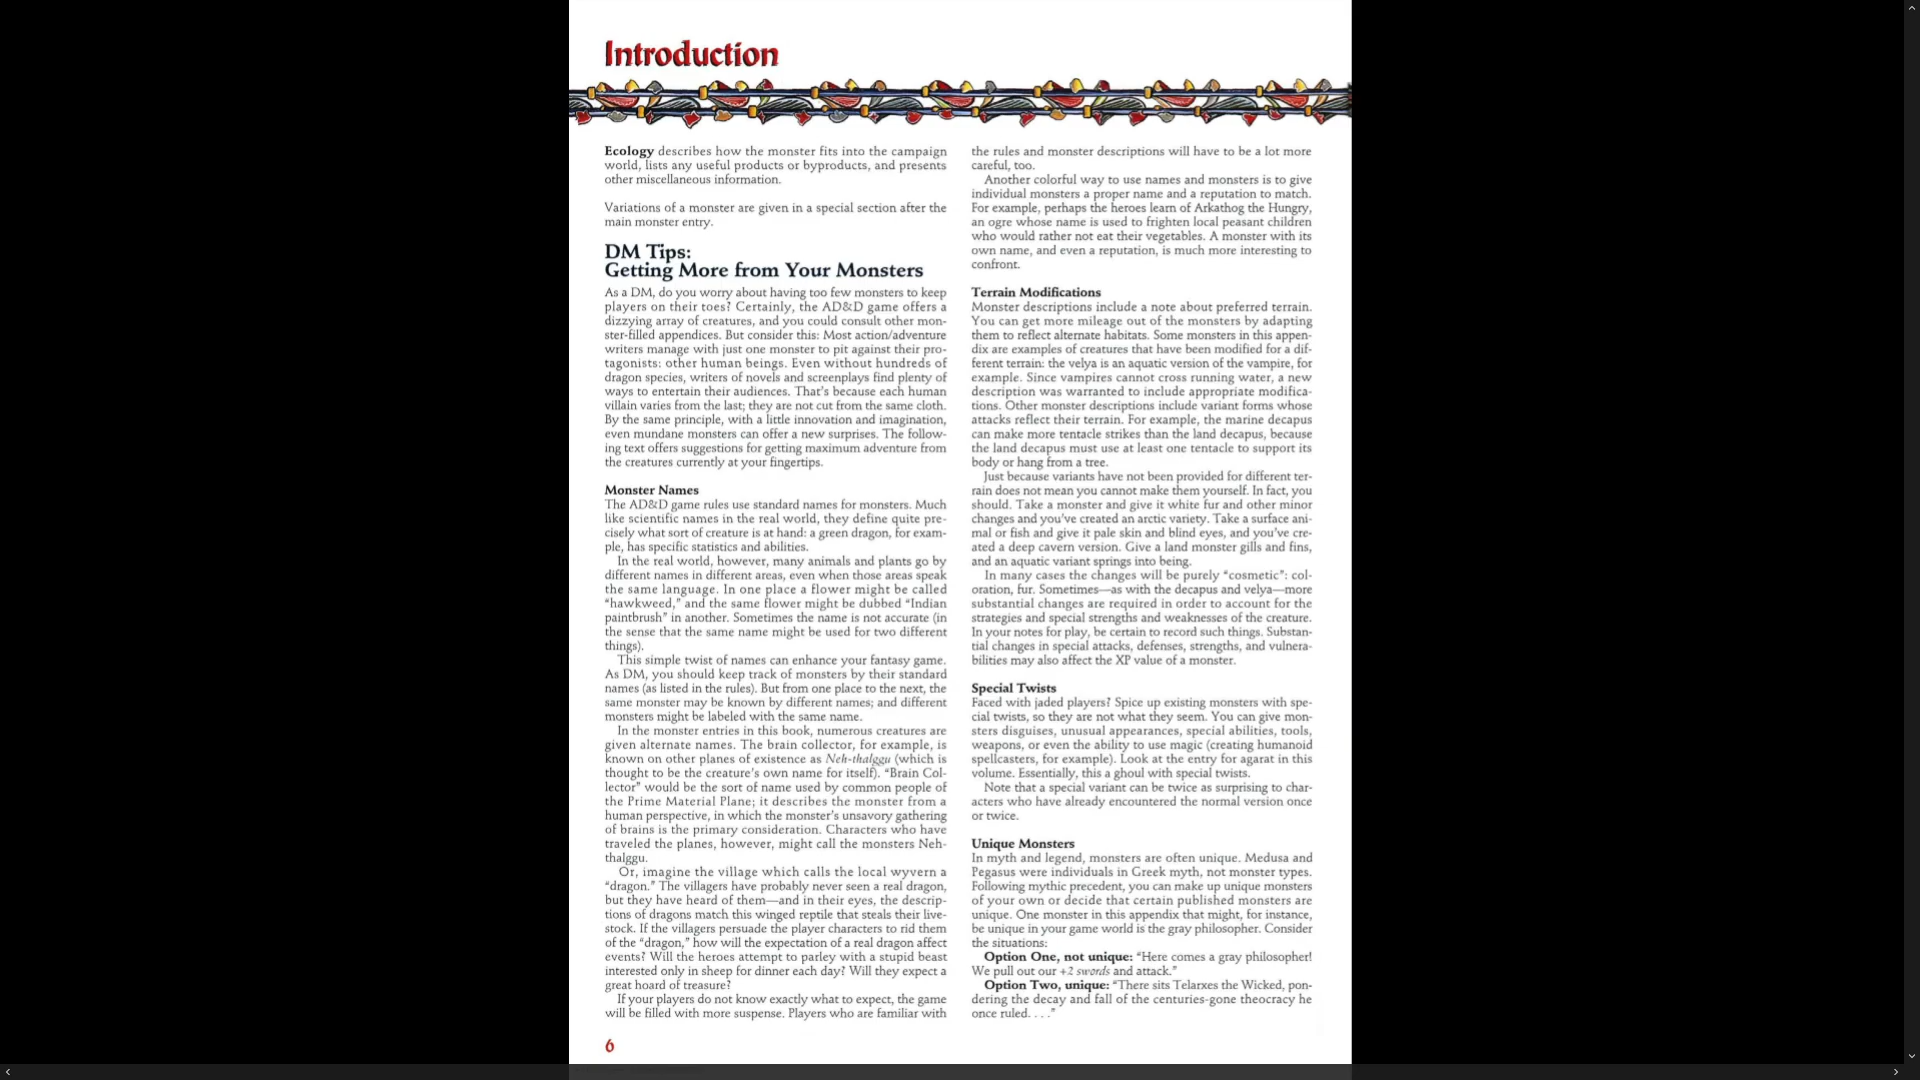 Introduction
Ecology describes how the monster fits into the campaign
world, lists any useful products or byproducts, and presents
other miscellaneous information.
Variations of a monster are given in a special section after the
main monster entry.
DM Tips:
Getting More from Your Monsters
As a DM, do you worry about having too few monsters to keep
players on their toes? Certainly, the AD&D game offers a
dizzying array of creatures, and you could consult other mon-
ster-filled appendices. But consider this: Most action/adventure
writers manage with just one monster to pit against their pro-
tagonists: other human beings. Even without hundreds of
dragon species, writers of novels and screenplays find plenty of
ways to entertain their audiences. That's because each human
villain varies from the last; they are not cut from the same cloth.
By the same principle, with a little innovation and imagination,
even mundane monsters can offer a new surprises. The follow-
ing text offers suggestions for getting maximum adventure from
the creatures currently at your fingertips.
Monster Names
The AD&D game rules use standard names for monsters. Much
like scientific names in the real world, they define quite pre-
cisely what sort of creature is at hand: a green dragon, for exam-
ple, has specific statistics and abilities.
In the real world, however, many animals and plants go by
different names in different areas, even when those areas speak
the same language. In one place a flower might be called
"hawkweed," and the same flower might be dubbed "Indian
paintbrush" in another. Sometimes the name is not accurate (in
the sense that the same name might be used for two different
things).
This simple twist of names can enhance your fantasy game.
As DM, you should keep track of monsters by their standard
names (as listed in the rules). But from one place to the next, the
same monster may be known by different names; and different
monsters might be labeled with the same name.
In the monster entries in this book, numerous creatures are
given alternate names. The brain collector, for example, is
known on other planes of existence as Neh-thalggu (which is
thought to be the creature's own name for itself). "Brain Col-
lector" would be the sort of name used by common people of
the Prime Material Plane; it describes the monster from a
human perspective, in which the monster's unsavory gathering
of brains is the primary consideration. Characters who have
traveled the planes, however, might call the monsters Neh-
thalggu.
Or, imagine the village which calls the local wyvern a
"dragon." The villagers have probably never seen a real dragon,
but they have heard of them—and in their eyes, the descrip-
tions of dragons match this winged reptile that steals their live-
stock. If the villagers persuade the player characters to rid them
of the "dragon," how will the expectation of a real dragon affect
events? Will the heroes attempt to parley with a stupid beast
interested only in sheep for dinner each day? Will they expect a
great hoard of treasure?
If your players do not know exactly what to expect, the game
will be filled with more suspense. Players who are familiar with
the rules and monster descriptions will have to be a lot more
careful, too.
Another colorful way to use names and monsters is to give
individual monsters a proper name and a reputation to match.
For example, perhaps the heroes learn of Arkathog the Hungry,
an ogre whose name is used to frighten local peasant children
who would rather not eat their vegetables. A monster with its
own name, and even a reputation, is much more interesting to
confront.
Terrain Modifications
Monster descriptions include a note about preferred terrain.
You can get more mileage out of the monsters by adapting
them to reflect alternate habitats. Some monsters in this appen-
dix are examples of creatures that have been modified for a dif-
ferent terrain: the velya is an aquatic version of the vampire, for
example. Since vampires cannot cross running water, a new
description was warranted to include appropriate modifica-
tions. Other monster descriptions include variant forms whose
attacks reflect their terrain. For example, the marine decapus
can make more tentacle strikes than the land decapus, because
the land decapus must use at least one tentacle to support its
body or hang from a tree.
Just because variants have not been provided for different ter-
rain does not mean you cannot make them yourself. In fact, you
should. Take a monster and give it white fur and other minor
changes and you've created an arctic variety. Take a surface ani-
mal or fish and give it pale skin and blind eyes, and you've cre-
ated a deep cavern version. Give a land monster gills and fins,
and an aquatic variant springs into being.
In many cases the changes will be purely "cosmetic": col-
oration, fur. Sometimes—as with the decapus and velya—more
substantial changes are required in order to account for the
strategies and special strengths and weaknesses of the creature.
In your notes for play, be certain to record such things. Substan-
tial changes in special attacks, defenses, strengths, and vulnera-
bilities may also affect the XP value of a monster.
Special Twists
Faced with jaded players? Spice up existing monsters with spe-
cial twists, so they are not what they seem. You can give mon-
sters disguises, unusual appearances, special abilities, tools,
weapons, or even the ability to use magic (creating humanoid
spellcasters, for example). Look at the entry for agarat in this
volume. Essentially, this a ghoul with special twists.
Note that a special variant can be twice as surprising to char-
acters who have already encountered the normal version once
or twice.
Unique Monsters
In myth and legend, monsters are often unique. Medusa and
Pegasus were individuals in Greek myth, not monster types.
Following mythic precedent, you can make up unique monsters
of your own or decide that certain published monsters are
unique. One monster in this appendix that might, for instance,
be unique in your game world is the gray philosopher. Consider
the situations:
Option One, not unique: "Here comes a gray philosopher!
We pull out our +2 swords and attack."
Option Two, unique: "There sits Telarxes the Wicked, pon-
dering the decay and fall of the centuries-gone theocracy he
once ruled. . . ."
6